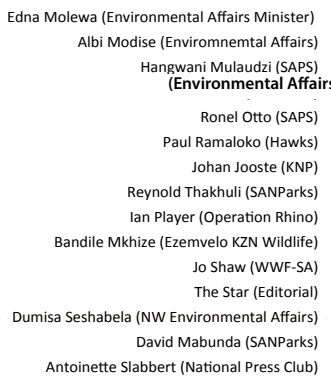 Edna Molewa (Environmental Affairs Minister)
Albi Modise (Enviromnemtal Affairs)
Hangwani Mulaudzi (SAPS)
(Environmental Affairs
Ronel Otto (SAPS)
Paul Ramaloko (Hawks)
Johan Jooste (KNP)
Reynold Thakhuli (SANParks)
Ian Player (Operation Rhino)
Bandile Mkhize (Ezemvelo KZN Wildlife)
Jo Shaw (WWF-SA)
The Star (Editorial)
Dumisa Seshabela (NW Environmental Affairs)
David Mabunda (SANParks)
Antoinette Slabbert (National Press Club)